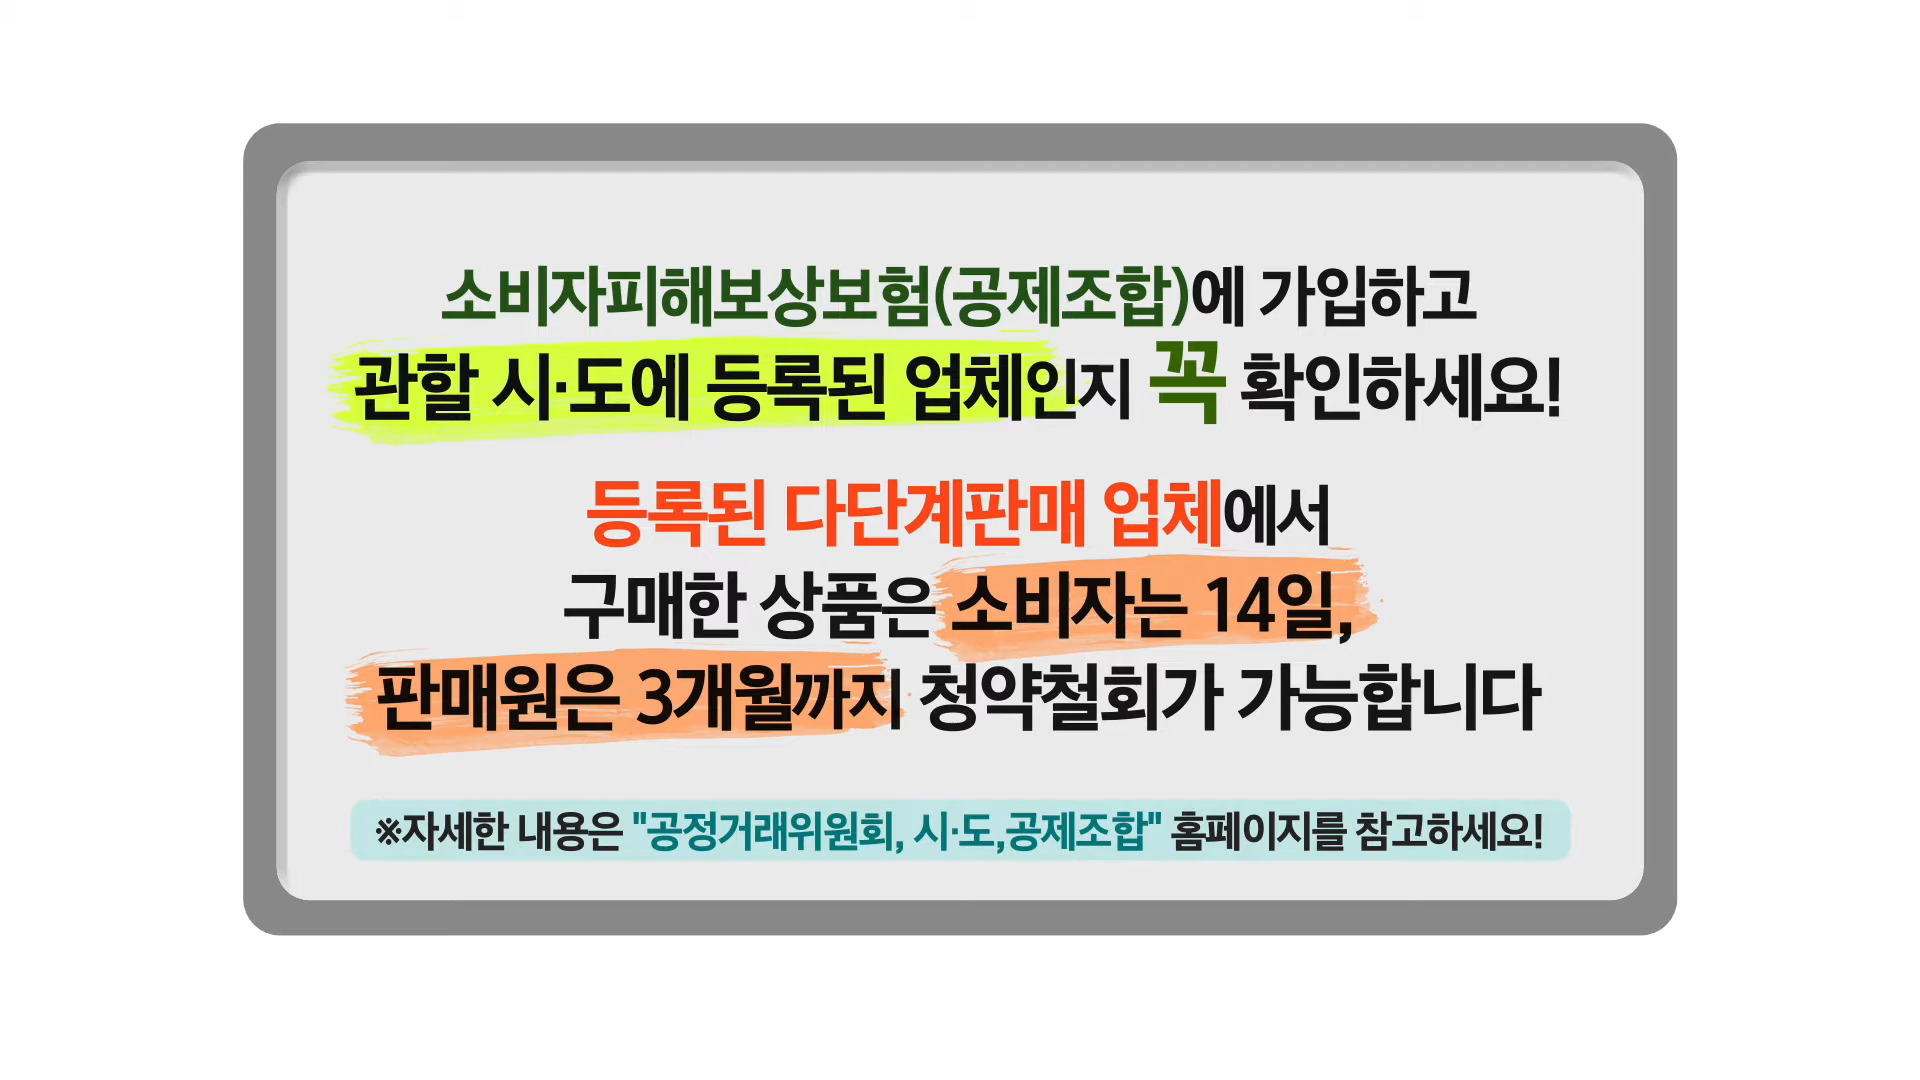 소비자피해보상보험(공제조합)에 가입하고
관할 시·도에 등록된 업체인지 꼭 확인하세요!
등록된 다단계판매 업체에서
구매한 상품은 소비자는 14일,
판매원은 3개월까지 청약철회가 가능합니다
※자세한 내용은 "공정거래위원회, 시·도,공제조합" 홈페이지를 참고하세요!